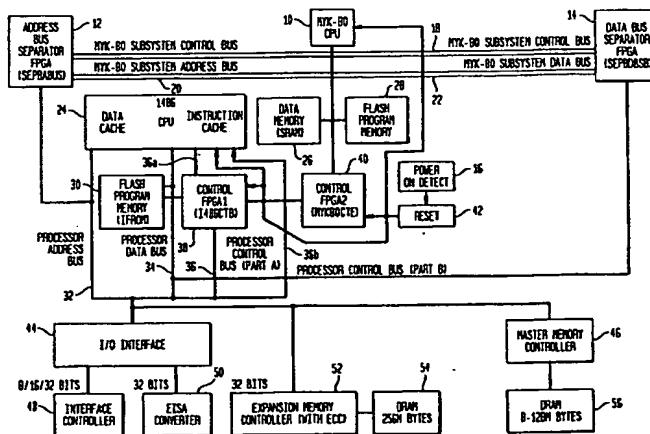 ADDRESS
BUS
SEPARATOR
FPGA
(SEPBABUS)
12
10
MYK-80
CPU
14
DATA BUS
SEPARATOR
FPGA
(SEPBDBSB)
MYK-80 SUBSYSTEM CONTROL BUS
18
MYK-80 SUBSYSTEM CONTROL BUS
MYK-80 SUBSYSTEM ADDRESS BUS
MYK-80 SUBSYSTEM DATA BUS
20
22
24
1486
DATA
CACHE
CPU
INSTRUCTION
CACHE
DATA
MEMORY
(SRAM)
26
28
FLASH
PROGRAM
MEMORY
36a
30
FLASH
PROGRAM
MEMORY
(IFROM)
CONTROL
FPGA1
(I486CTB)
38
40
CONTROL
FPGA2
(MYK80CTE)
POWER
ON DETECT
16
RESET
42
PROCESSOR
ADDRESS
BUS
32
PROCESSOR
DATA BUS
34
36
PROCESSOR
CONTROL
BUS (PART A)
36b
PROCESSOR CONTROL BUS (PART B)
44
I/O INTERFACE
MASTER MEMORY
CONTROLLER
46
8/16/32 BITS
32 BITS
50
32 BITS
52
54
48
INTERFACE
CONTROLLER
EISA
CONVERTER
EXPANSION MEMORY
CONTROLLER (WITH ECC)
DRAM
256M BYTES
DRAM
8-128M BYTES
56